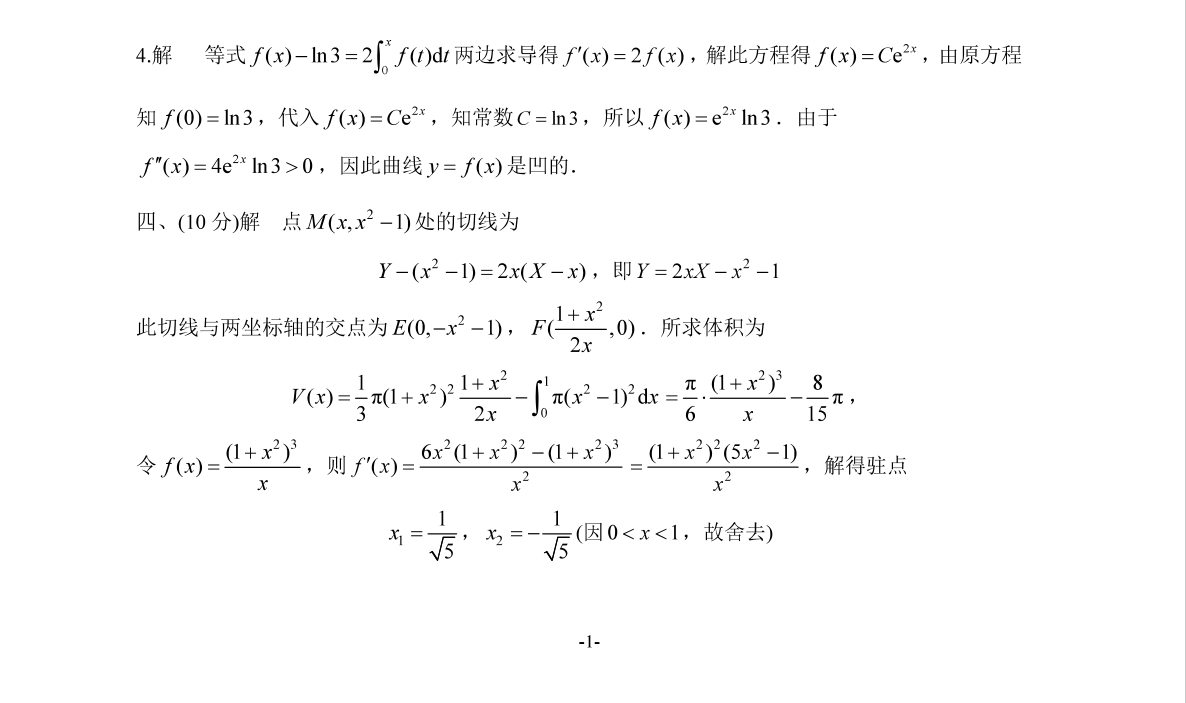 4.解 等式 f(x)−ln3=2∫₀ˣ f(t)dt 两边求导得 f′(x)=2f(x)，解此方程得 f(x)=Ce²ˣ，由原方程
知 f(0)=ln3，代入 f(x)=Ce²ˣ，知常数C=ln3，所以 f(x)=e²ˣ ln3．由于
f″(x)=4e²ˣ ln3>0，因此曲线 y=f(x) 是凹的．
四、(10 分)解 点 M(x,x²−1) 处的切线为
Y−(x²−1)=2x(X−x)，即 Y=2xX−x²−1
此切线与两坐标轴的交点为 E(0,−x²−1)，F((1+x²)/(2x),0)．所求体积为
V(x)=1/3 π(1+x²)² (1+x²)/(2x) − ∫₀¹ π(x²−1)² dx = π/6 · (1+x²)³/x − 8/15 π，
令 f(x)=(1+x²)³/x，则 f′(x)=(6x²(1+x²)²−(1+x²)³)/x² = (1+x²)²(5x²−1)/x²，解得驻点
x₁=1/√5，x₂=−1/√5 (因 0<x<1，故舍去)
-1-